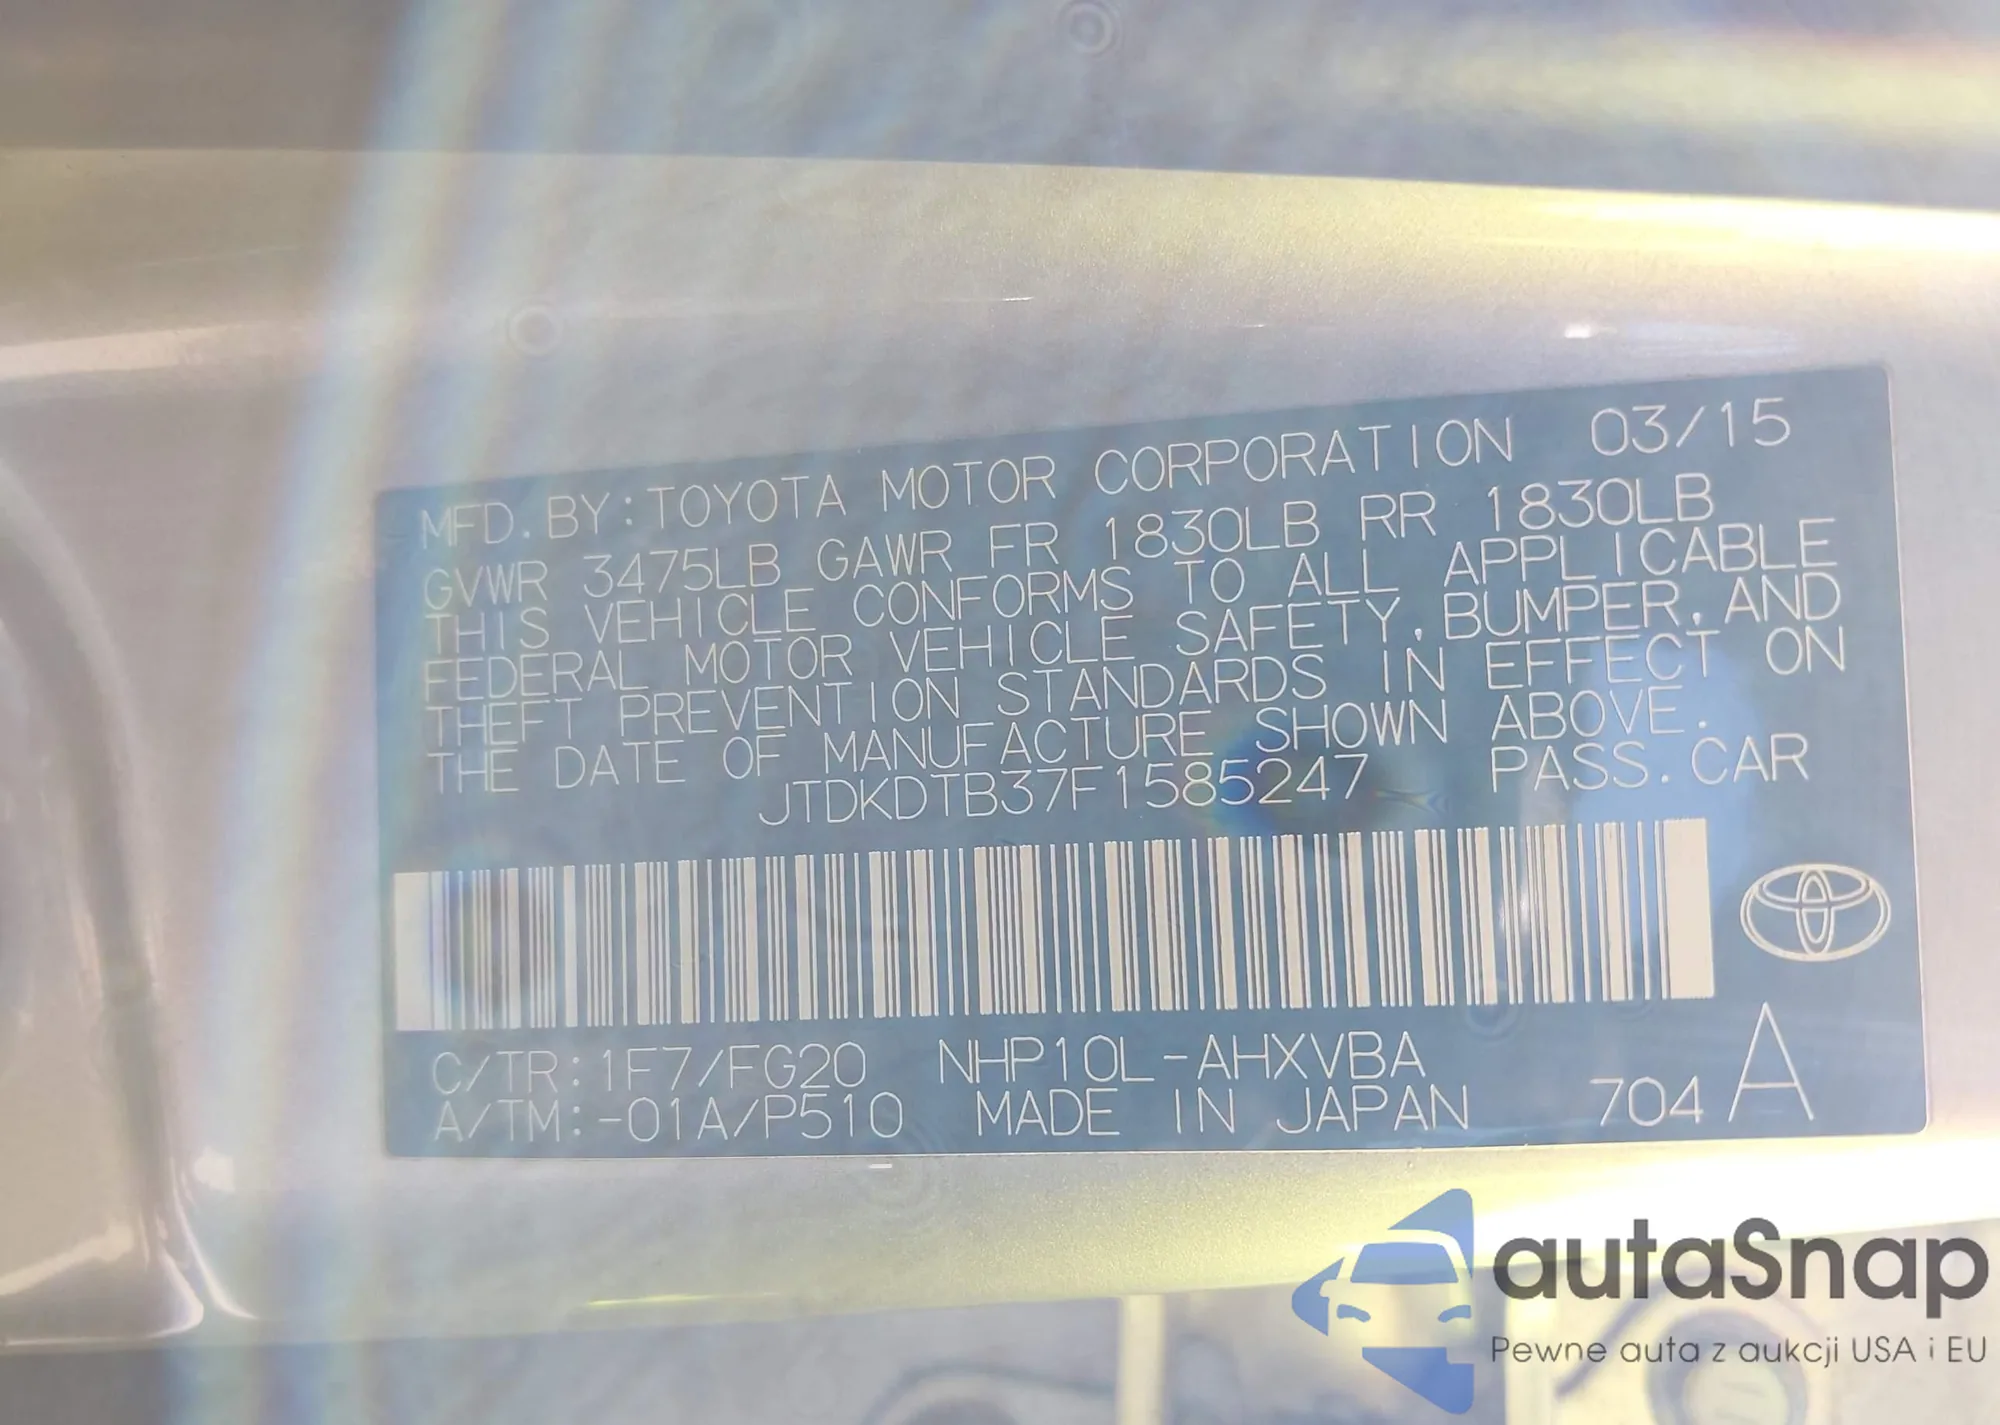 MFD. BY: TOYOTA MOTOR CORPORATION 03/15
GVWR 3475LB GAWR FR 1830LB RR 1830LB
THIS VEHICLE CONFORMS TO ALL APPLICABLE
FEDERAL MOTOR VEHICLE SAFETY, BUMPER, AND
THEFT PREVENTION STANDARDS IN EFFECT ON
THE DATE OF MANUFACTURE SHOWN ABOVE.
JTDKDTB37F1585247 PASS. CAR
C/TR: 1F7/FG20 NHP10L-AHXVBA
A/TM: -01A/P510 MADE IN JAPAN 704 A
autaSnap
Pewne auta z aukcji USA i EU